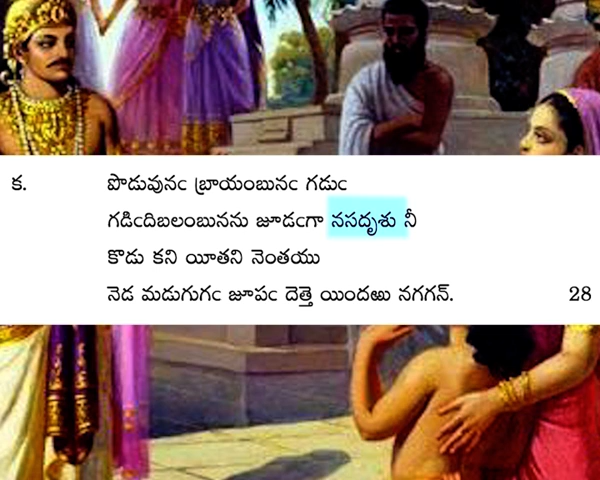 క. పొడువునఁ బ్రాయంబునఁ గడుఁ
గడిఁదిబలంబునను జూడఁగా నసదృశు నీ
కొడు కని యీతని నెంతయు
నెడ మడుగుగఁ జూపఁ దెత్తె యిందఱు నగగన్. 28